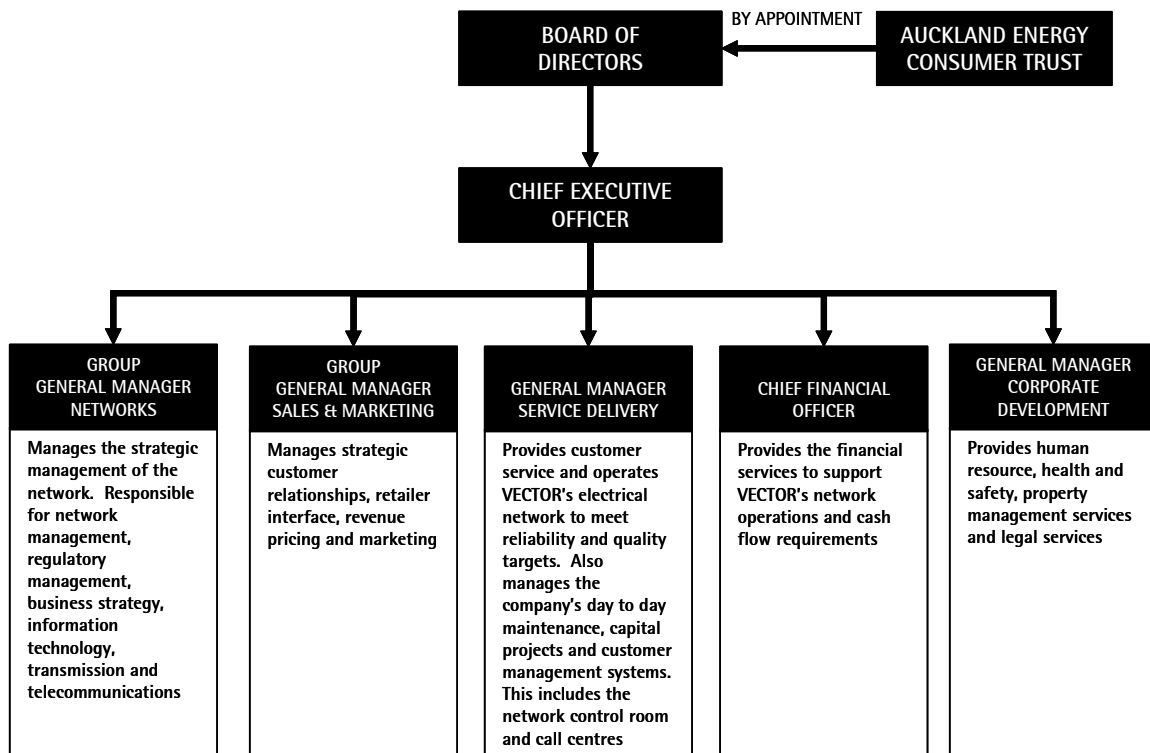 BY APPOINTMENT
BOARD OF
DIRECTORS
AUCKLAND ENERGY
CONSUMER TRUST
CHIEF EXECUTIVE
OFFICER
GROUP
GENERAL MANAGER
NETWORKS
Manages the strategic
management of the
network.  Responsible
for network
management,
regulatory
management,
business strategy,
information
technology,
transmission and
telecommunications
GROUP
GENERAL MANAGER
SALES & MARKETING
Manages strategic
customer
relationships, retailer
interface, revenue
pricing and marketing
GENERAL MANAGER
SERVICE DELIVERY
Provides customer
service and operates
VECTOR's electrical
network to meet
reliability and quality
targets.  Also
manages the
company's day to day
maintenance, capital
projects and customer
management systems.
This includes the
network control room
and call centres
CHIEF FINANCIAL
OFFICER
Provides the financial
services to support
VECTOR's network
operations and cash
flow requirements
GENERAL MANAGER
CORPORATE
DEVELOPMENT
Provides human
resource, health and
safety, property
management services
and legal services